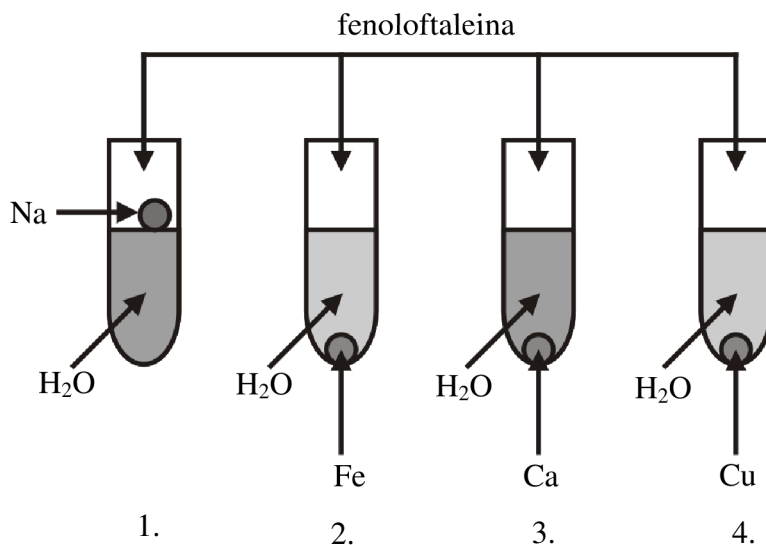 fenoloftaleina
Na
H₂O
H₂O
H₂O
H₂O
Fe
Ca
Cu
1.
2.
3.
4.